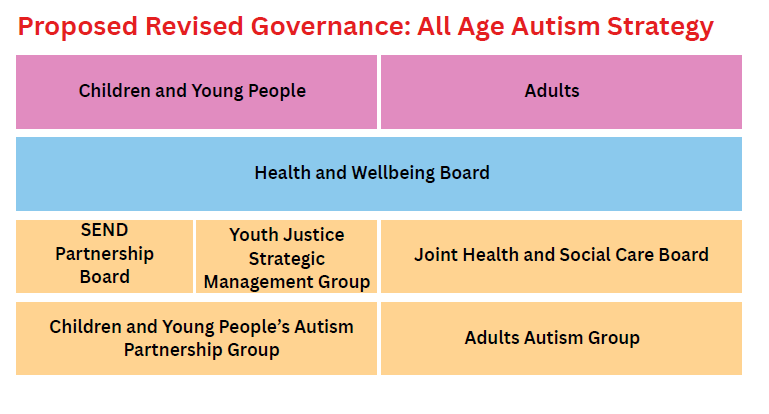 Proposed Revised Governance: All Age Autism Strategy
Children and Young People
Adults
Health and Wellbeing Board
SEND
Partnership
Board
Youth Justice
Strategic
Management Group
Joint Health and Social Care Board
Children and Young People’s Autism
Partnership Group
Adults Autism Group